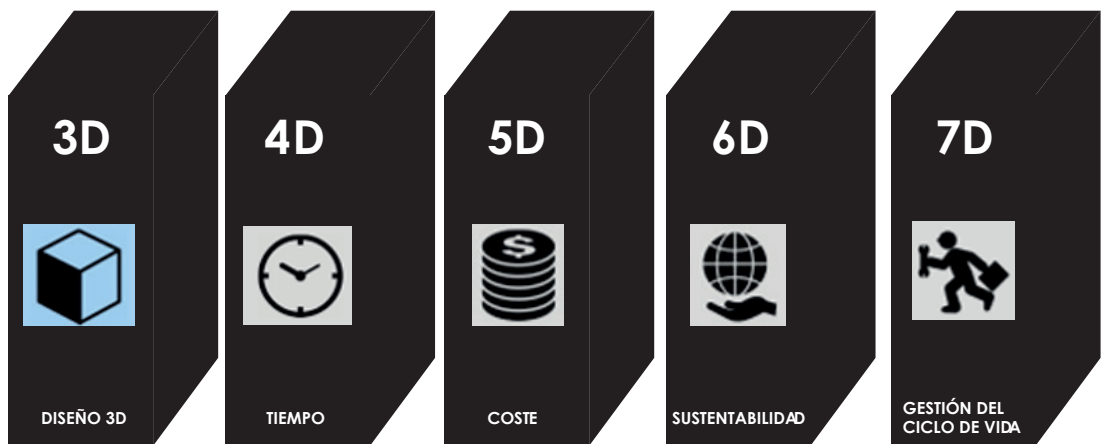 3D
4D
5D
6D
7D
$
DISEÑO 3D
TIEMPO
COSTE
SUSTENTABILIDAD
GESTIÓN DEL
CICLO DE VIDA